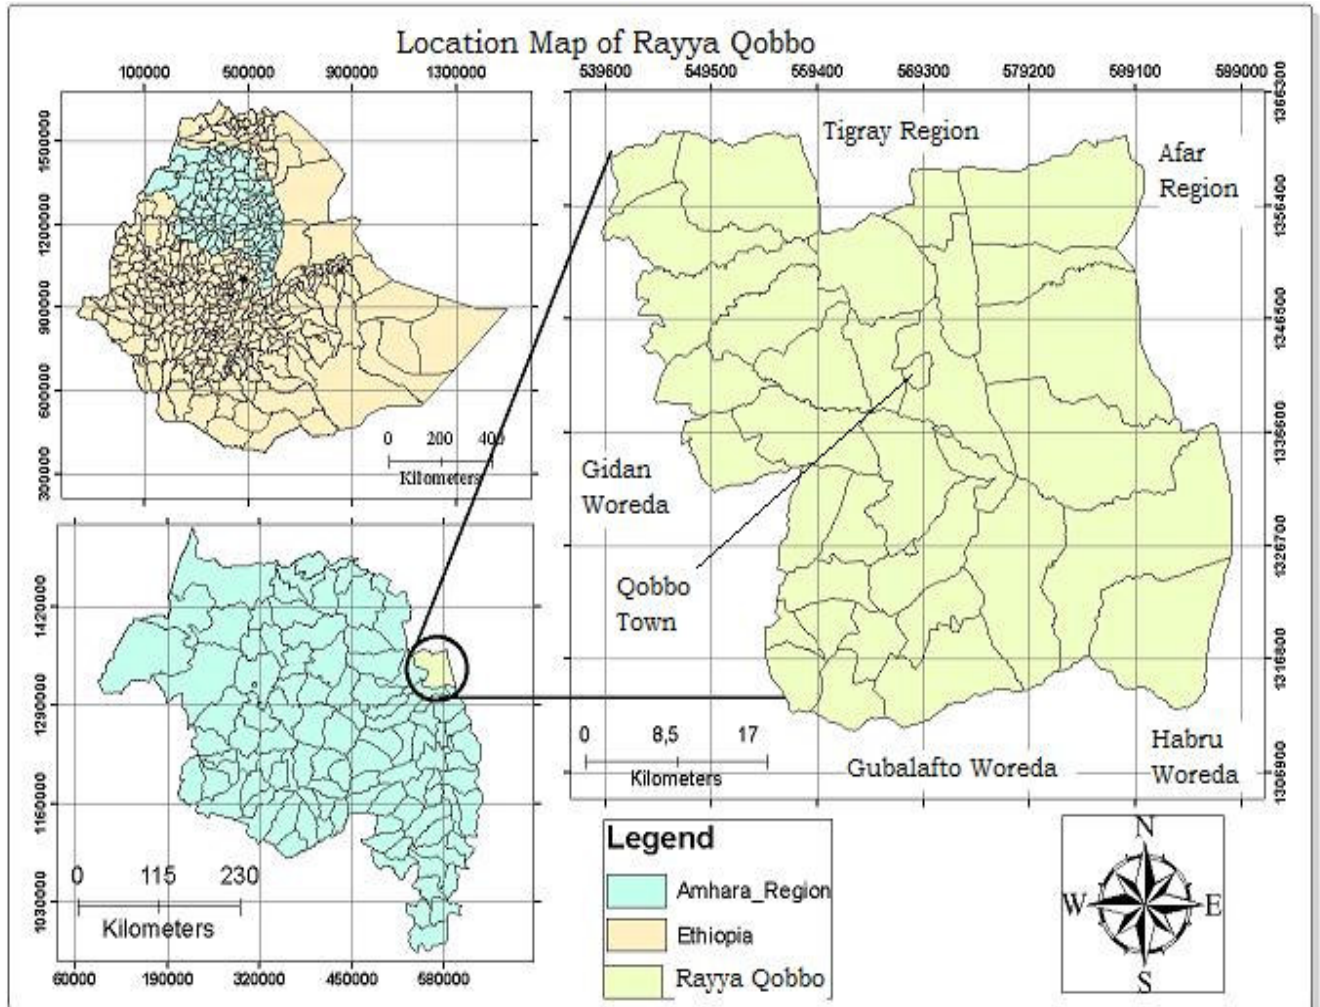 Location Map of Rayya Qobbo
100000 500000 900000 1300000
1500000
1200000
900000
600000
300000
0 200 400
Kilometers
539600 549500 559400 569300 579200 589100 599000
1366300
1356400
1346500
1336600
1326700
1316800
1306900
Tigray Region
Afar
Region
Gidan
Woreda
Qobbo
Town
Gubalafto Woreda
Habru
Woreda
0 8,5 17
Kilometers
1420000
1290000
1160000
1030000
0 115 230
Kilometers
60000 190000 320000 450000 580000
Legend
Amhara_Region
Ethiopia
Rayya Qobbo
N
W E
S